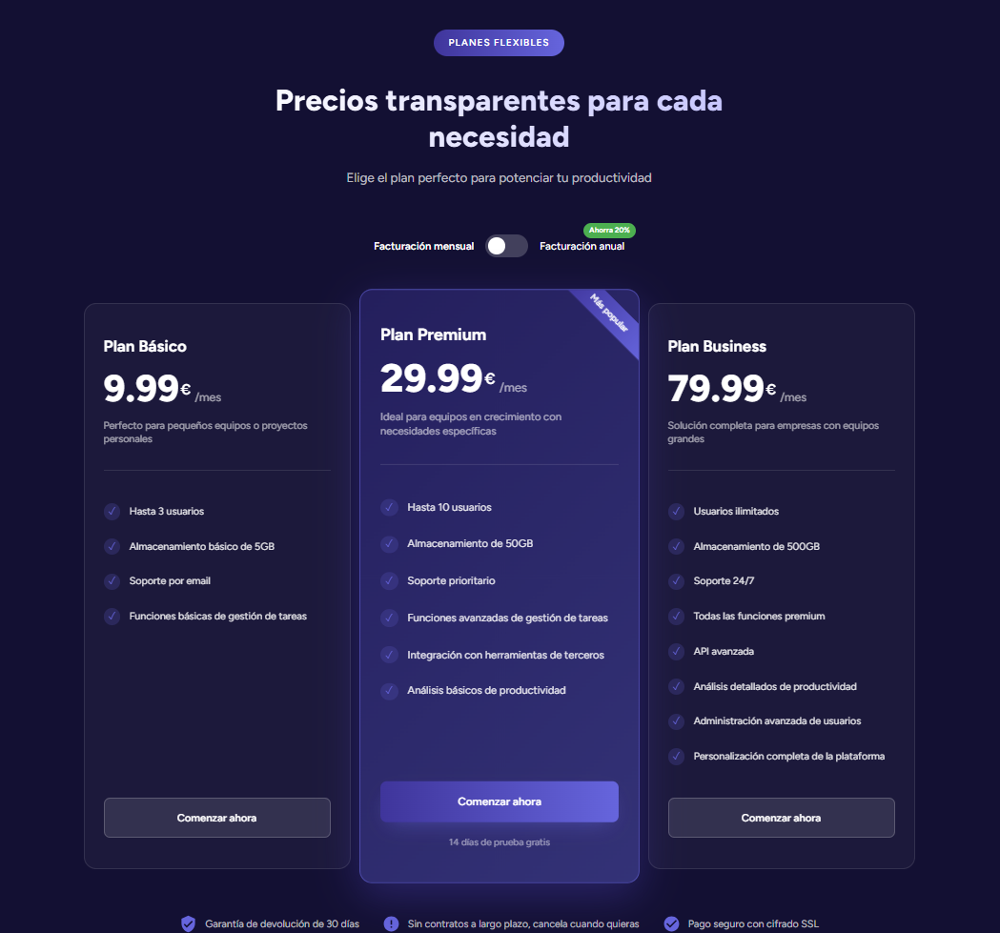 PLANES FLEXIBLES
Precios transparentes para cada
necesidad
Elige el plan perfecto para potenciar tu productividad
Ahorra 20%
Facturación mensual
Facturación anual
Plan Básico
9.99€ /mes
Perfecto para pequeños equipos o proyectos
personales
✓ Hasta 3 usuarios
✓ Almacenamiento básico de 5GB
✓ Soporte por email
✓ Funciones básicas de gestión de tareas
Comenzar ahora
Más popular
Plan Premium
29.99€ /mes
Ideal para equipos en crecimiento con
necesidades específicas
✓ Hasta 10 usuarios
✓ Almacenamiento de 50GB
✓ Soporte prioritario
✓ Funciones avanzadas de gestión de tareas
✓ Integración con herramientas de terceros
✓ Análisis básicos de productividad
Comenzar ahora
14 días de prueba gratis
Plan Business
79.99€ /mes
Solución completa para empresas con equipos
grandes
✓ Usuarios ilimitados
✓ Almacenamiento de 500GB
✓ Soporte 24/7
✓ Todas las funciones premium
✓ API avanzada
✓ Análisis detallados de productividad
✓ Administración avanzada de usuarios
✓ Personalización completa de la plataforma
Comenzar ahora
Garantía de devolución de 30 días
Sin contratos a largo plazo, cancela cuando quieras
Pago seguro con cifrado SSL